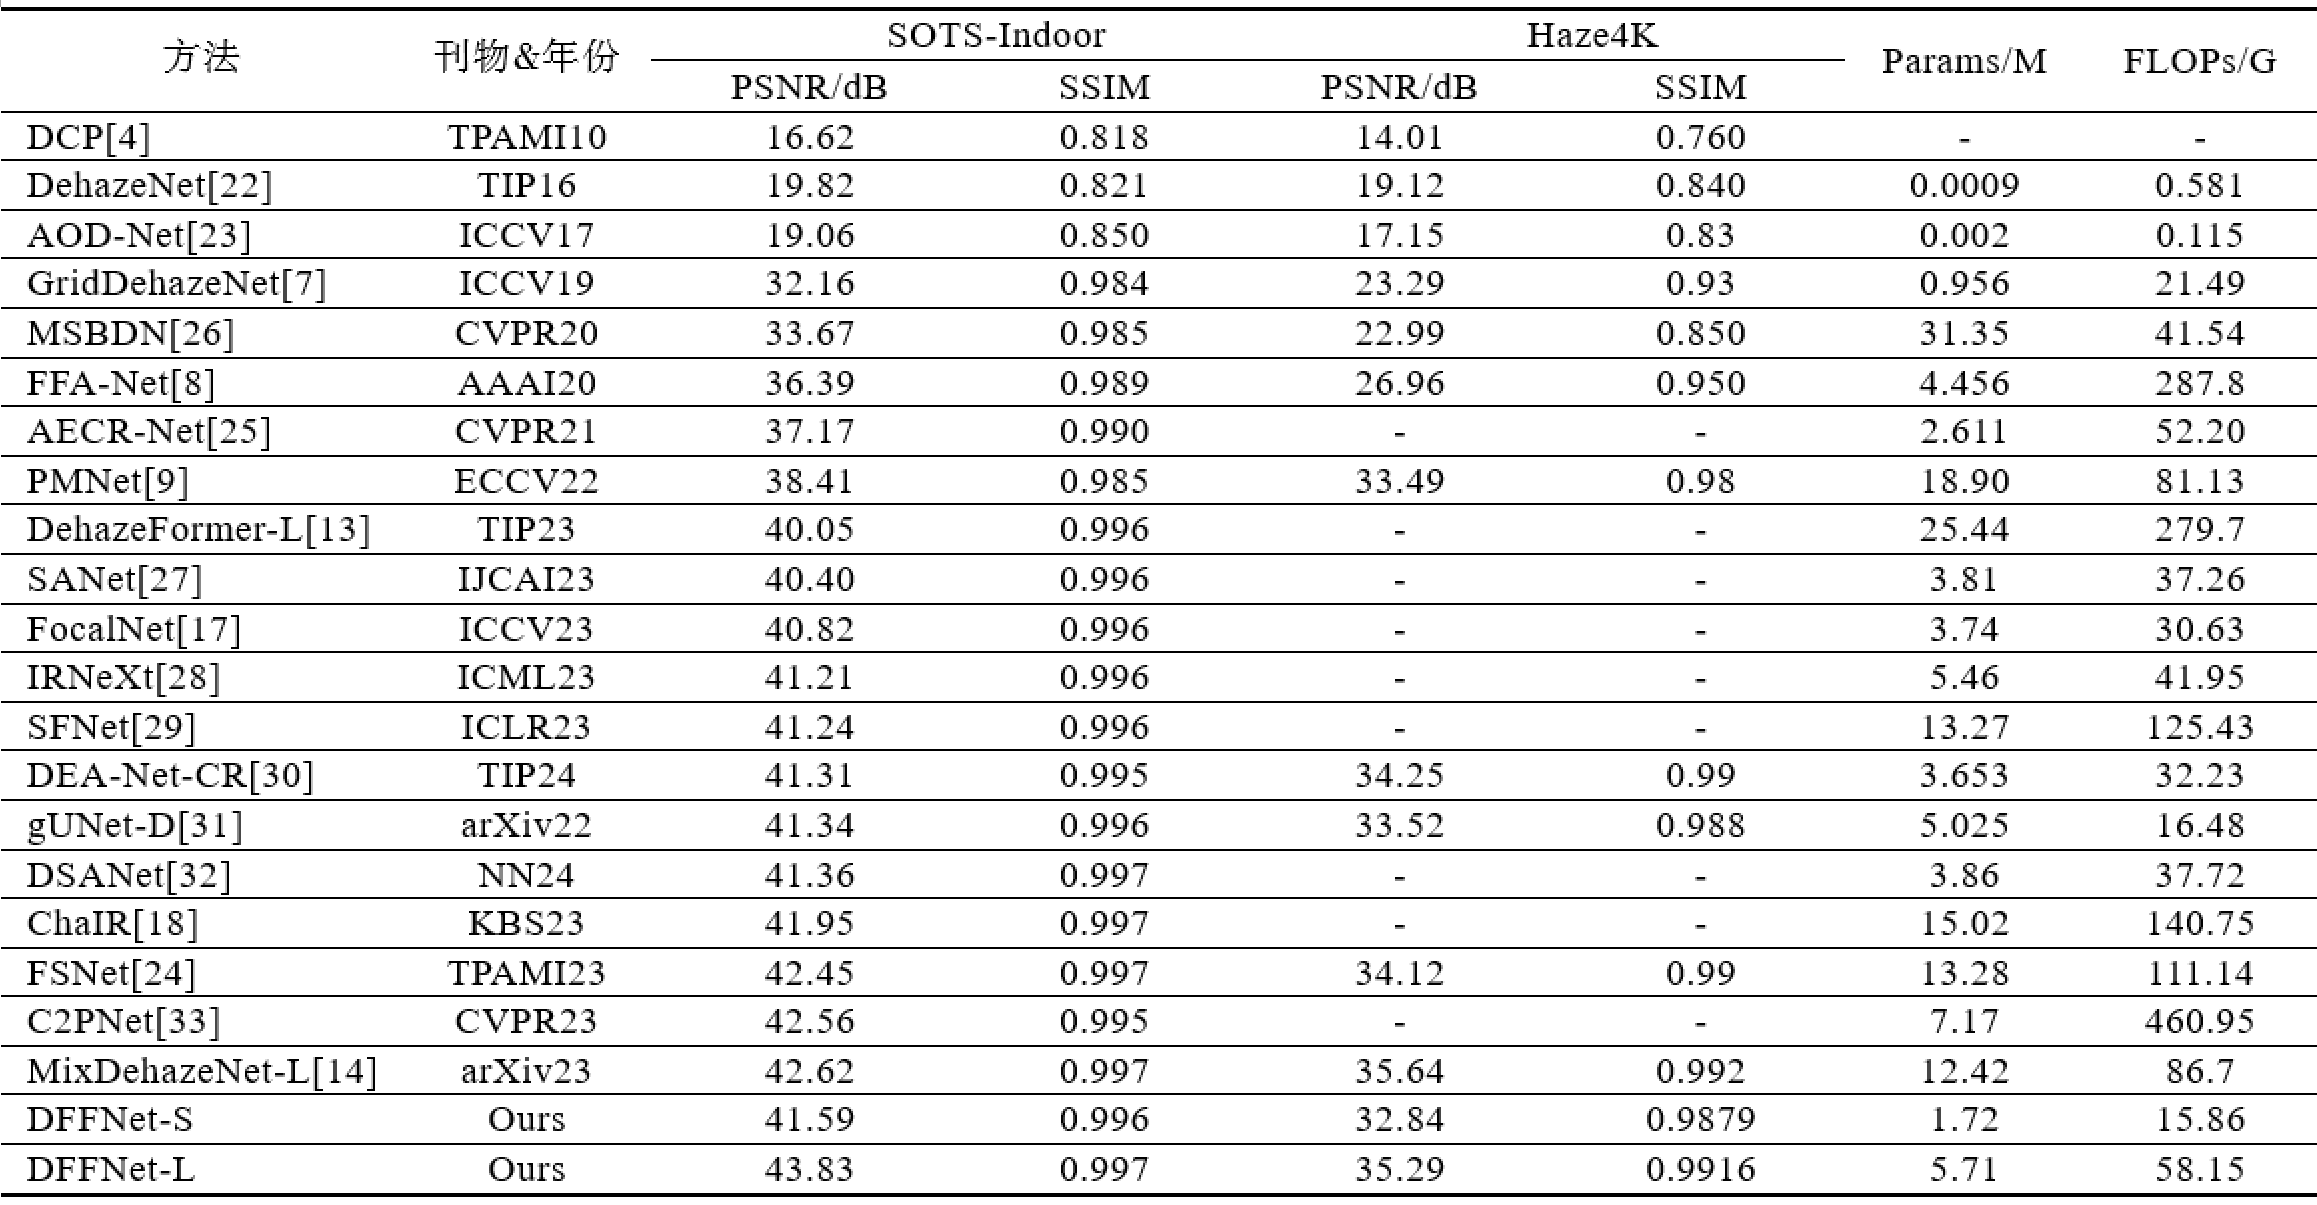 方法 刊物&年份 SOTS-Indoor Haze4K Params/M FLOPs/G
PSNR/dB SSIM PSNR/dB SSIM
DCP[4] TPAMI10 16.62 0.818 14.01 0.760 - -
DehazeNet[22] TIP16 19.82 0.821 19.12 0.840 0.0009 0.581
AOD-Net[23] ICCV17 19.06 0.850 17.15 0.83 0.002 0.115
GridDehazeNet[7] ICCV19 32.16 0.984 23.29 0.93 0.956 21.49
MSBDN[26] CVPR20 33.67 0.985 22.99 0.850 31.35 41.54
FFA-Net[8] AAAI20 36.39 0.989 26.96 0.950 4.456 287.8
AECR-Net[25] CVPR21 37.17 0.990 - - 2.611 52.20
PMNet[9] ECCV22 38.41 0.985 33.49 0.98 18.90 81.13
DehazeFormer-L[13] TIP23 40.05 0.996 - - 25.44 279.7
SANet[27] IJCAI23 40.40 0.996 - - 3.81 37.26
FocalNet[17] ICCV23 40.82 0.996 - - 3.74 30.63
IRNeXt[28] ICML23 41.21 0.996 - - 5.46 41.95
SFNet[29] ICLR23 41.24 0.996 - - 13.27 125.43
DEA-Net-CR[30] TIP24 41.31 0.995 34.25 0.99 3.653 32.23
gUNet-D[31] arXiv22 41.34 0.996 33.52 0.988 5.025 16.48
DSANet[32] NN24 41.36 0.997 - - 3.86 37.72
ChaIR[18] KBS23 41.95 0.997 - - 15.02 140.75
FSNet[24] TPAMI23 42.45 0.997 34.12 0.99 13.28 111.14
C2PNet[33] CVPR23 42.56 0.995 - - 7.17 460.95
MixDehazeNet-L[14] arXiv23 42.62 0.997 35.64 0.992 12.42 86.7
DFFNet-S Ours 41.59 0.996 32.84 0.9879 1.72 15.86
DFFNet-L Ours 43.83 0.997 35.29 0.9916 5.71 58.15